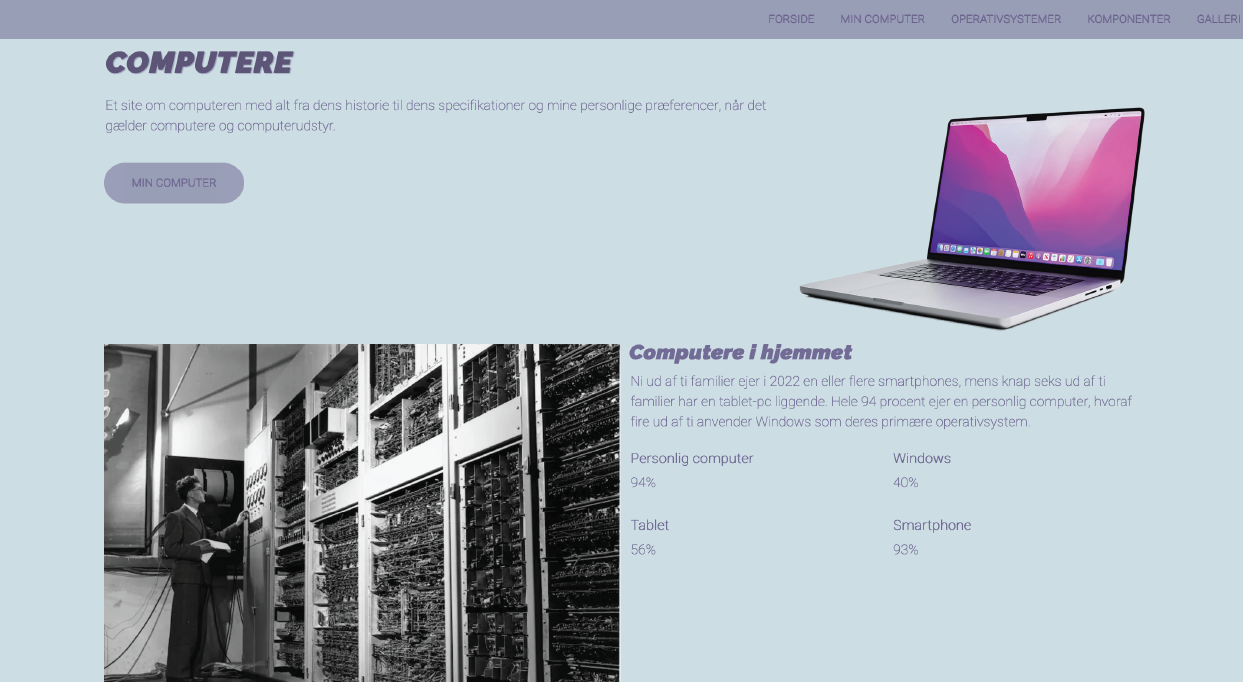 FORSIDE MIN COMPUTER OPERATIVSYSTEMER KOMPONENTER GALLERI
COMPUTERE
Et site om computeren med alt fra dens historie til dens specifikationer og mine personlige præferencer, når det
gælder computere og computerudstyr.
MIN COMPUTER
Computere i hjemmet
Ni ud af ti familier ejer i 2022 en eller flere smartphones, mens knap seks ud af ti
familier har en tablet-pc liggende. Hele 94 procent ejer en personlig computer, hvoraf
fire ud af ti anvender Windows som deres primære operativsystem.
Personlig computer
94%
Windows
40%
Tablet
56%
Smartphone
93%